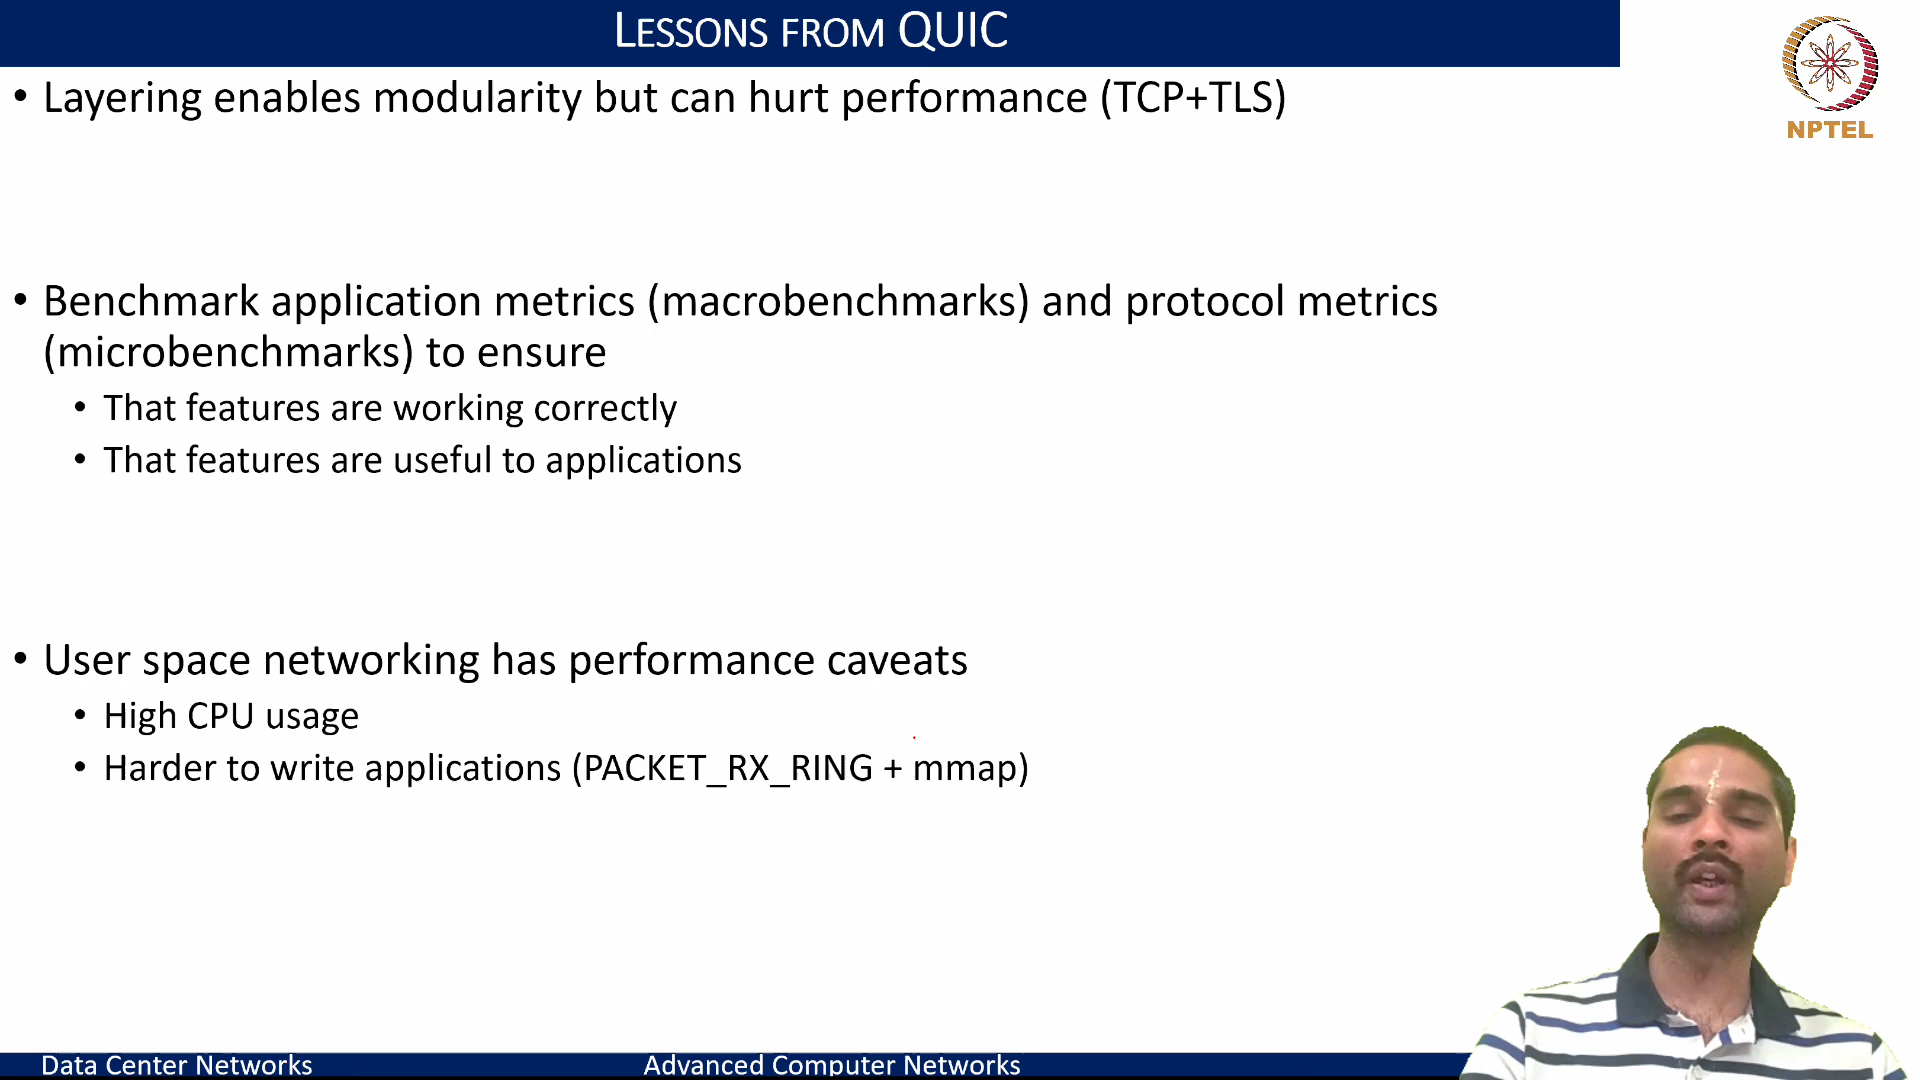 LESSONS FROM QUIC
NPTEL
• Layering enables modularity but can hurt performance (TCP+TLS)
• Benchmark application metrics (macrobenchmarks) and protocol metrics
(microbenchmarks) to ensure
• That features are working correctly
• That features are useful to applications
• User space networking has performance caveats
• High CPU usage
• Harder to write applications (PACKET_RX_RING + mmap)
Data Center Networks
Advanced Computer Networks